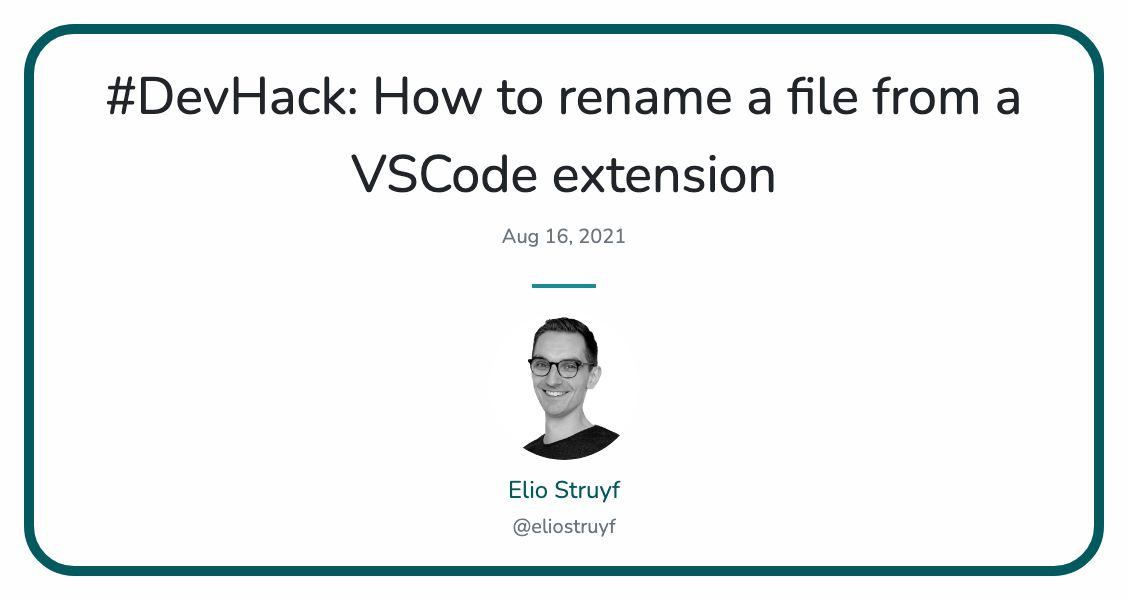 #DevHack: How to rename a file from a
VSCode extension
Aug 16, 2021
Elio Struyf
@eliostruyf